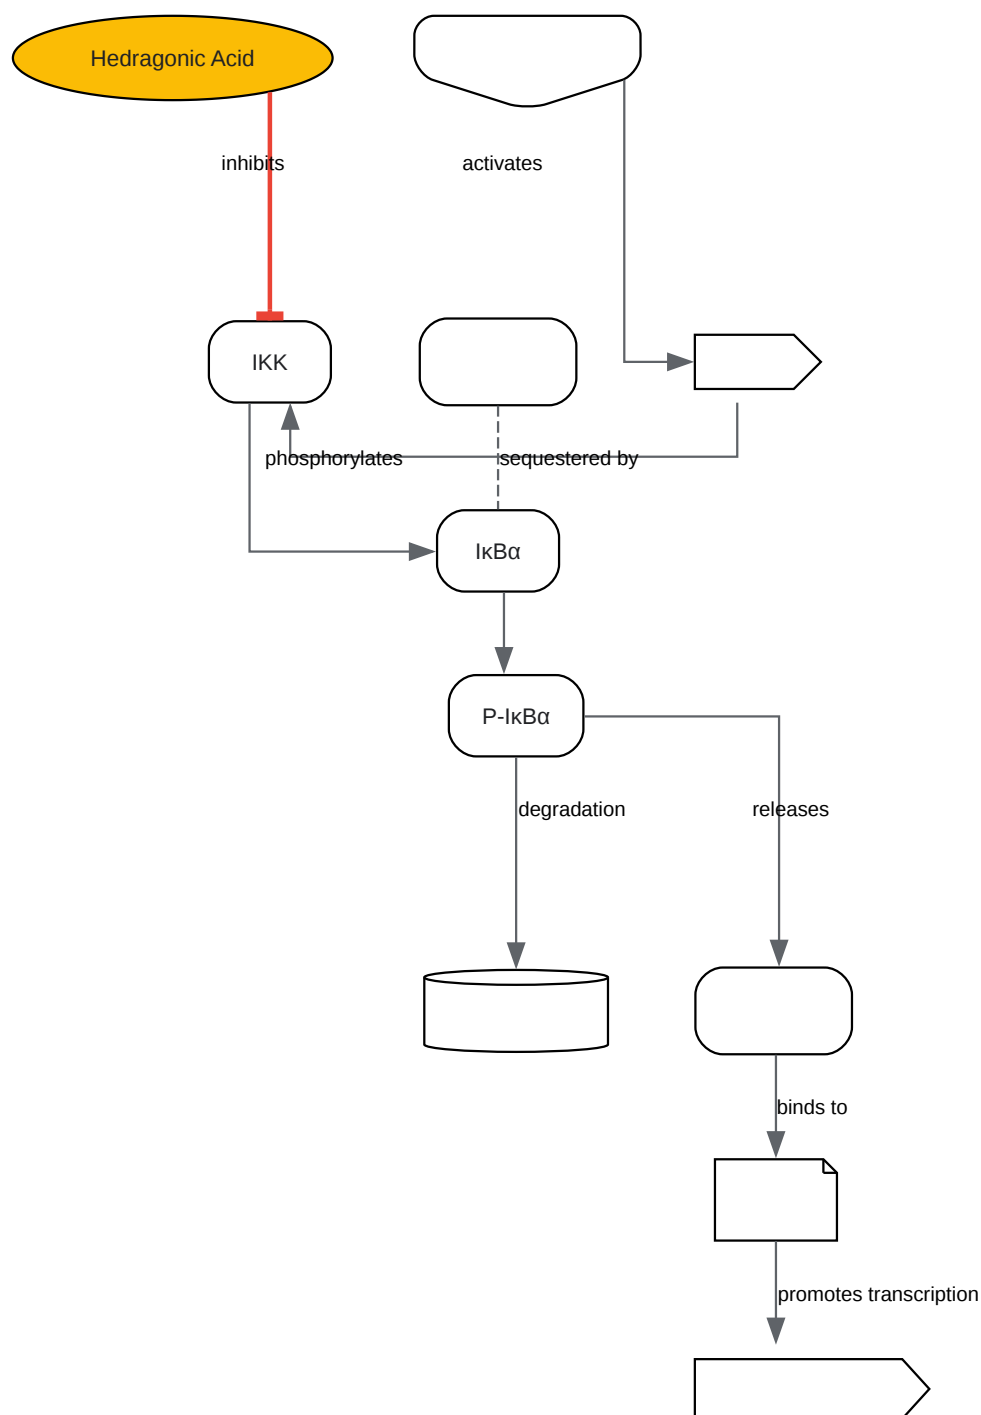 Hedragonic Acid
inhibits
activates
IKK
phosphorylates
sequestered by
IκBα
P-IκBα
degradation
releases
binds to
promotes transcription